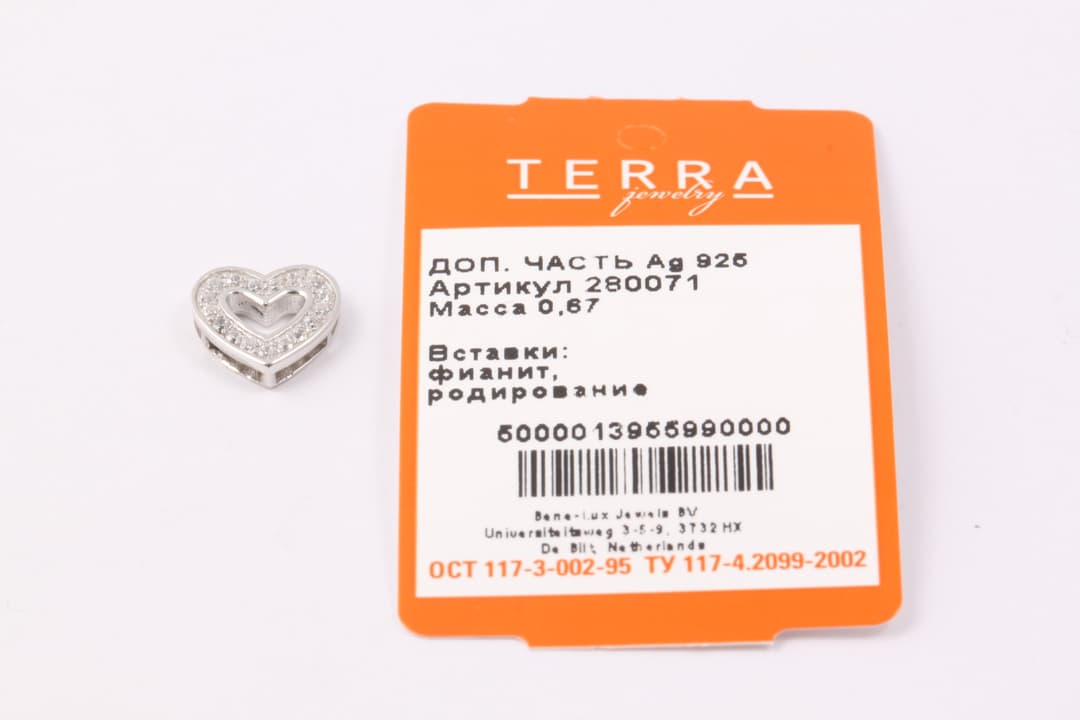 TERRA
jewelry
ДОП. ЧАСТЬ Ag 925
Артикул 280071
Масса 0,67
Вставки:
фианит,
родирование
5000013965990000
Bene-Lux Jewels BV
Universiteitsweg 3-5-9, 3732 HX
De Bilt Netherlands
ОСТ 117-3-002-95 ТУ 117-4.2099-2002